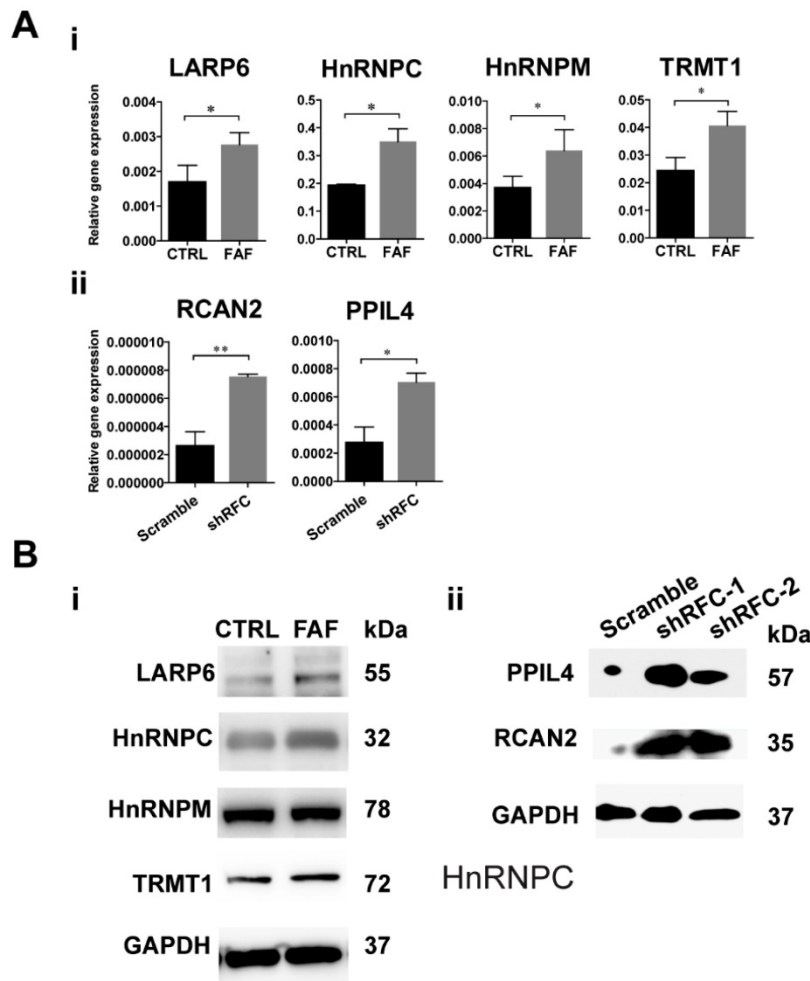 A
i
LARP6 HnRNPC HnRNPM TRMT1
Relative gene expression
0.004
0.003
0.002
0.001
0.000
*
CTRL FAF
0.5
0.4
0.3
0.2
0.1
0.0
*
CTRL FAF
0.010
0.008
0.006
0.004
0.002
0.000
*
CTRL FAF
0.05
0.04
0.03
0.02
0.01
0.00
*
CTRL FAF
ii
RCAN2 PPIL4
Relative gene expression
0.000010
0.000008
0.000006
0.000004
0.000002
0.000000
**
Scramble shRFC
0.0010
0.0008
0.0006
0.0004
0.0002
0.0000
*
Scramble shRFC
B
i
CTRL FAF kDa
LARP6 55
HnRNPC 32
HnRNPM 78
TRMT1 72
GAPDH 37
ii
Scramble shRFC-1 shRFC-2 kDa
PPIL4 57
RCAN2 35
GAPDH 37
HnRNPC